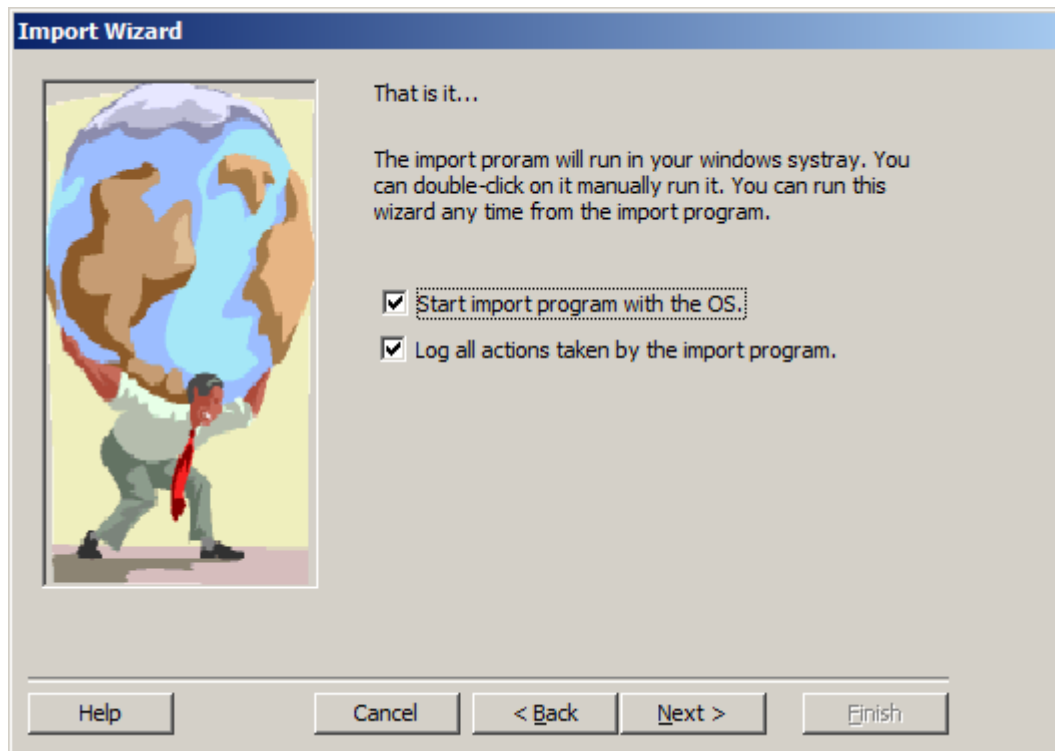 Import Wizard
That is it...
The import proram will run in your windows systray. You
can double-click on it manually run it. You can run this
wizard any time from the import program.
Start import program with the OS.
Log all actions taken by the import program.
Help
Cancel
< Back
Next >
Finish